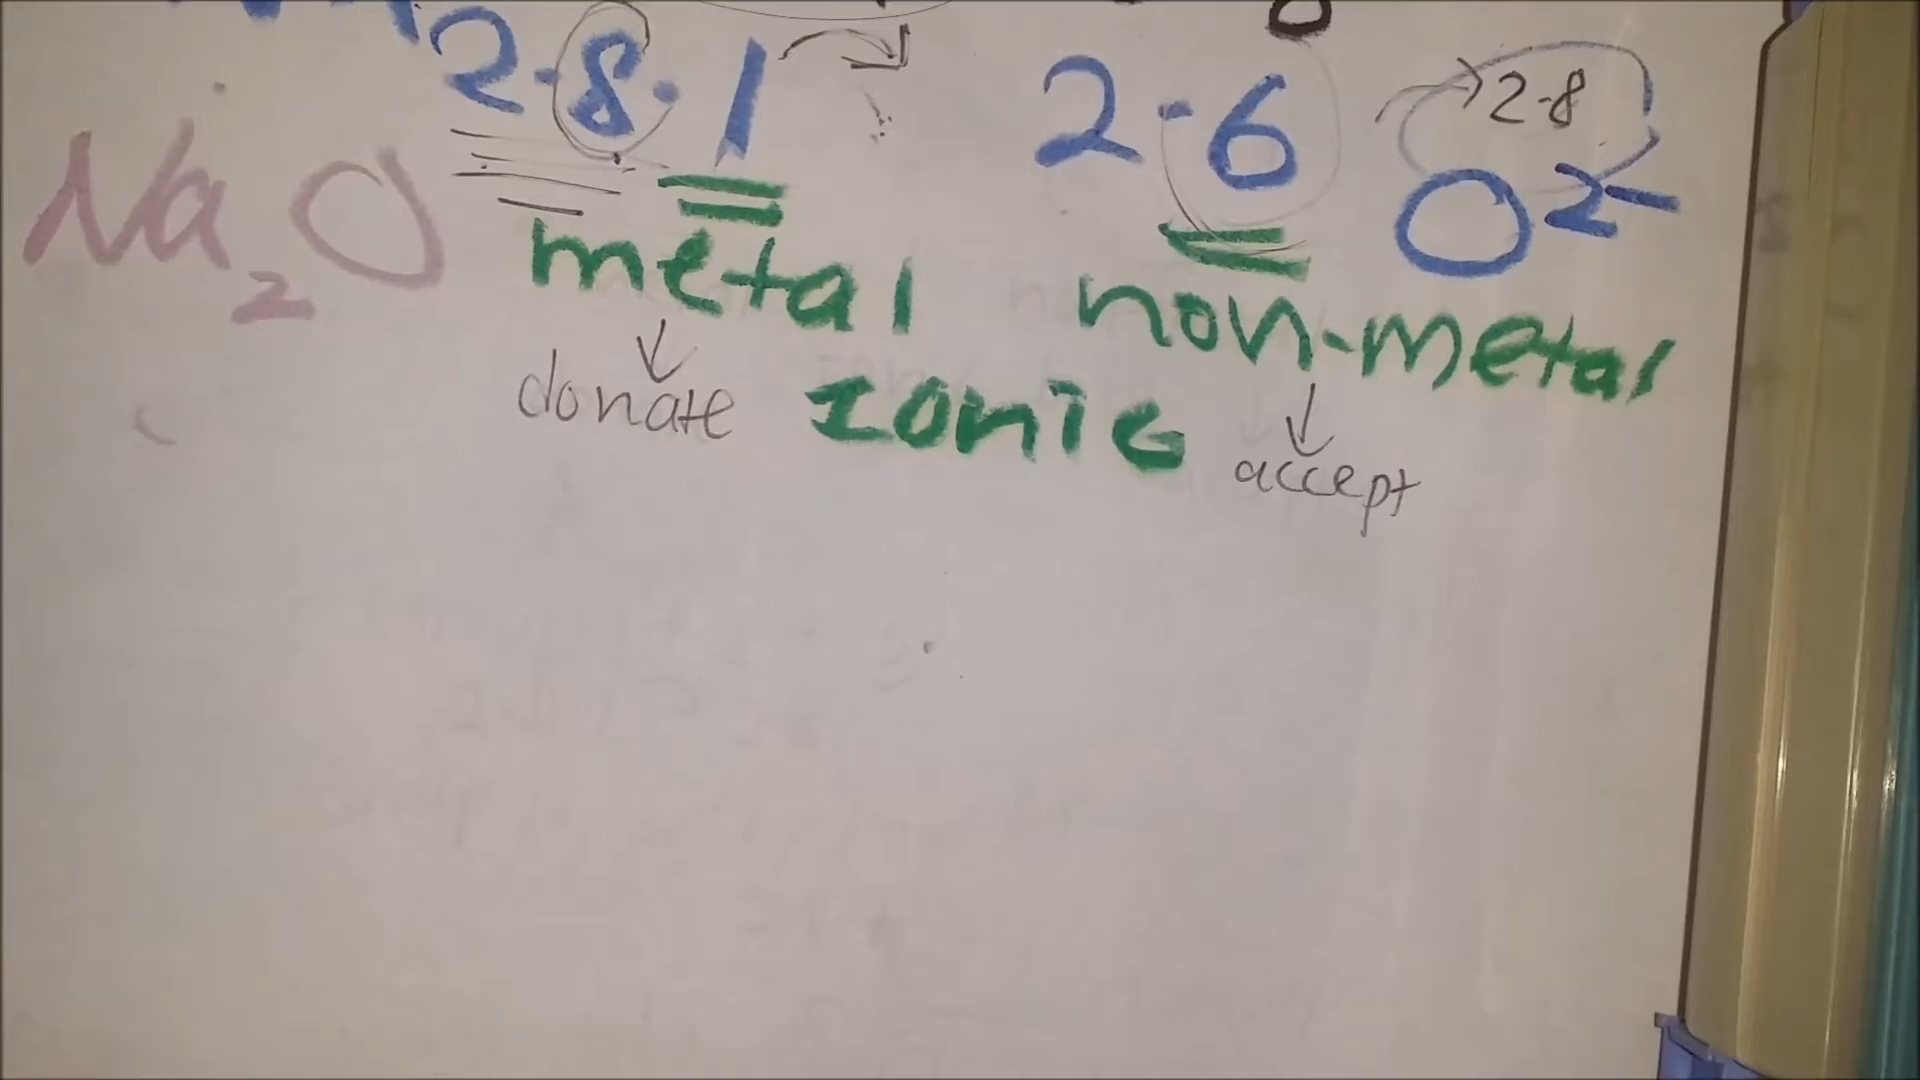 2·8·1 2·6 2·8
Na₂O O²⁻
metal non-metal
donate Ionic accept